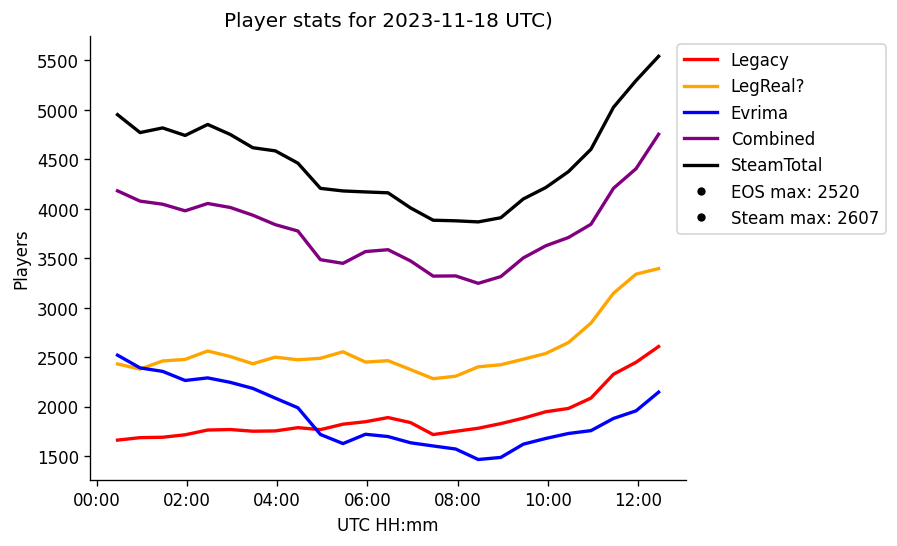 Player stats for 2023-11-18 UTC)
Players
5500
5000
4500
4000
3500
3000
2500
2000
1500
00:00
02:00
04:00
06:00
08:00
10:00
12:00
UTC HH:mm
Legacy
LegReal?
Evrima
Combined
SteamTotal
EOS max: 2520
Steam max: 2607